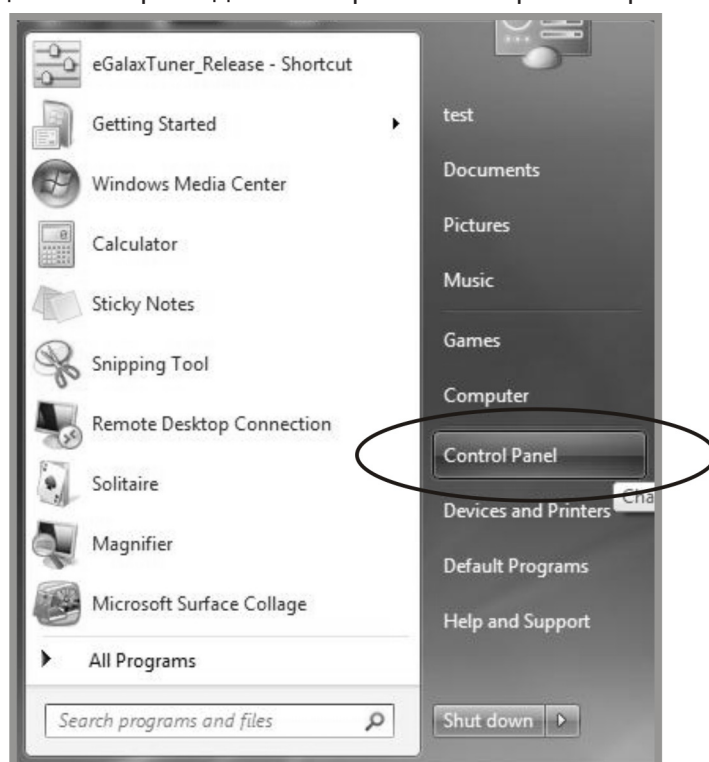 eGalaxTuner_Release - Shortcut
Getting Started
Windows Media Center
Calculator
Sticky Notes
Snipping Tool
Remote Desktop Connection
Solitaire
Magnifier
Microsoft Surface Collage
All Programs
Search programs and files
test
Documents
Pictures
Music
Games
Computer
Control Panel
Devices and Printers
Default Programs
Help and Support
Shut down